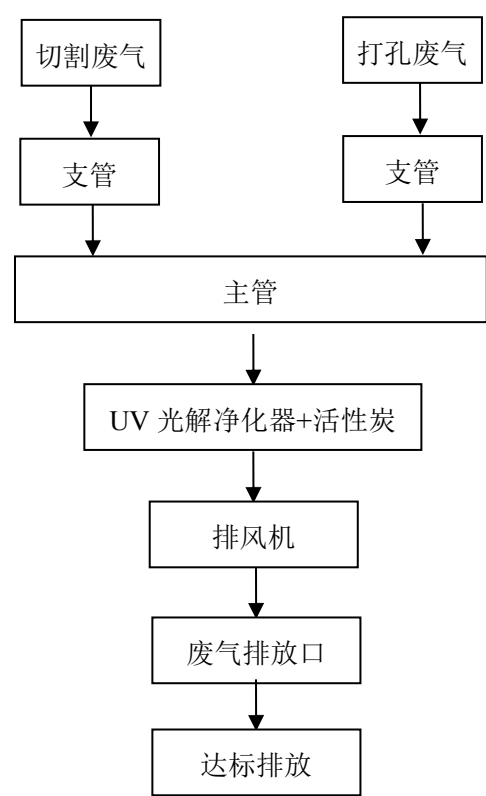 切割废气
打孔废气
支管
支管
主管
UV 光解净化器+活性炭
排风机
废气排放口
达标排放